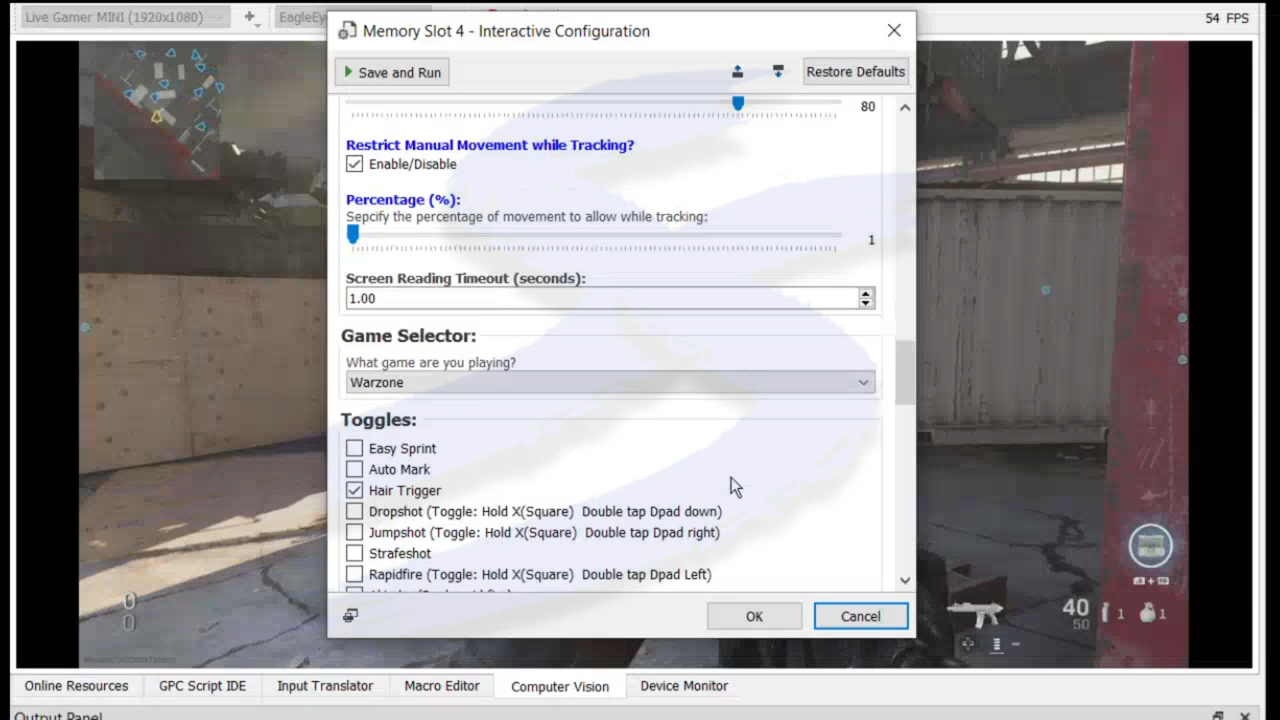 Live Gamer MINI (1920x1080)
EagleEy
54 FPS
Memory Slot 4 - Interactive Configuration
Save and Run
Restore Defaults
80
Restrict Manual Movement while Tracking?
Enable/Disable
Percentage (%):
Sepcify the percentage of movement to allow while tracking:
1
Screen Reading Timeout (seconds):
1.00
Game Selector:
What game are you playing?
Warzone
Toggles:
Easy Sprint
Auto Mark
Hair Trigger
Dropshot (Toggle: Hold X(Square) Double tap Dpad down)
Jumpshot (Toggle: Hold X(Square) Double tap Dpad right)
Strafeshot
Rapidfire (Toggle: Hold X(Square) Double tap Dpad Left)
0
0
40
50
1
1
OK
Cancel
Online Resources
GPC Script IDE
Input Translator
Macro Editor
Computer Vision
Device Monitor
Output Panel